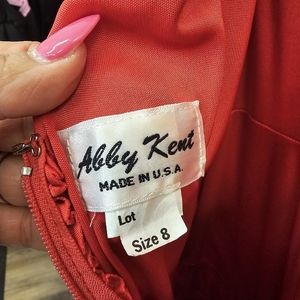 Abby Kent
MADE IN U.S.A.
Lot
Size 8